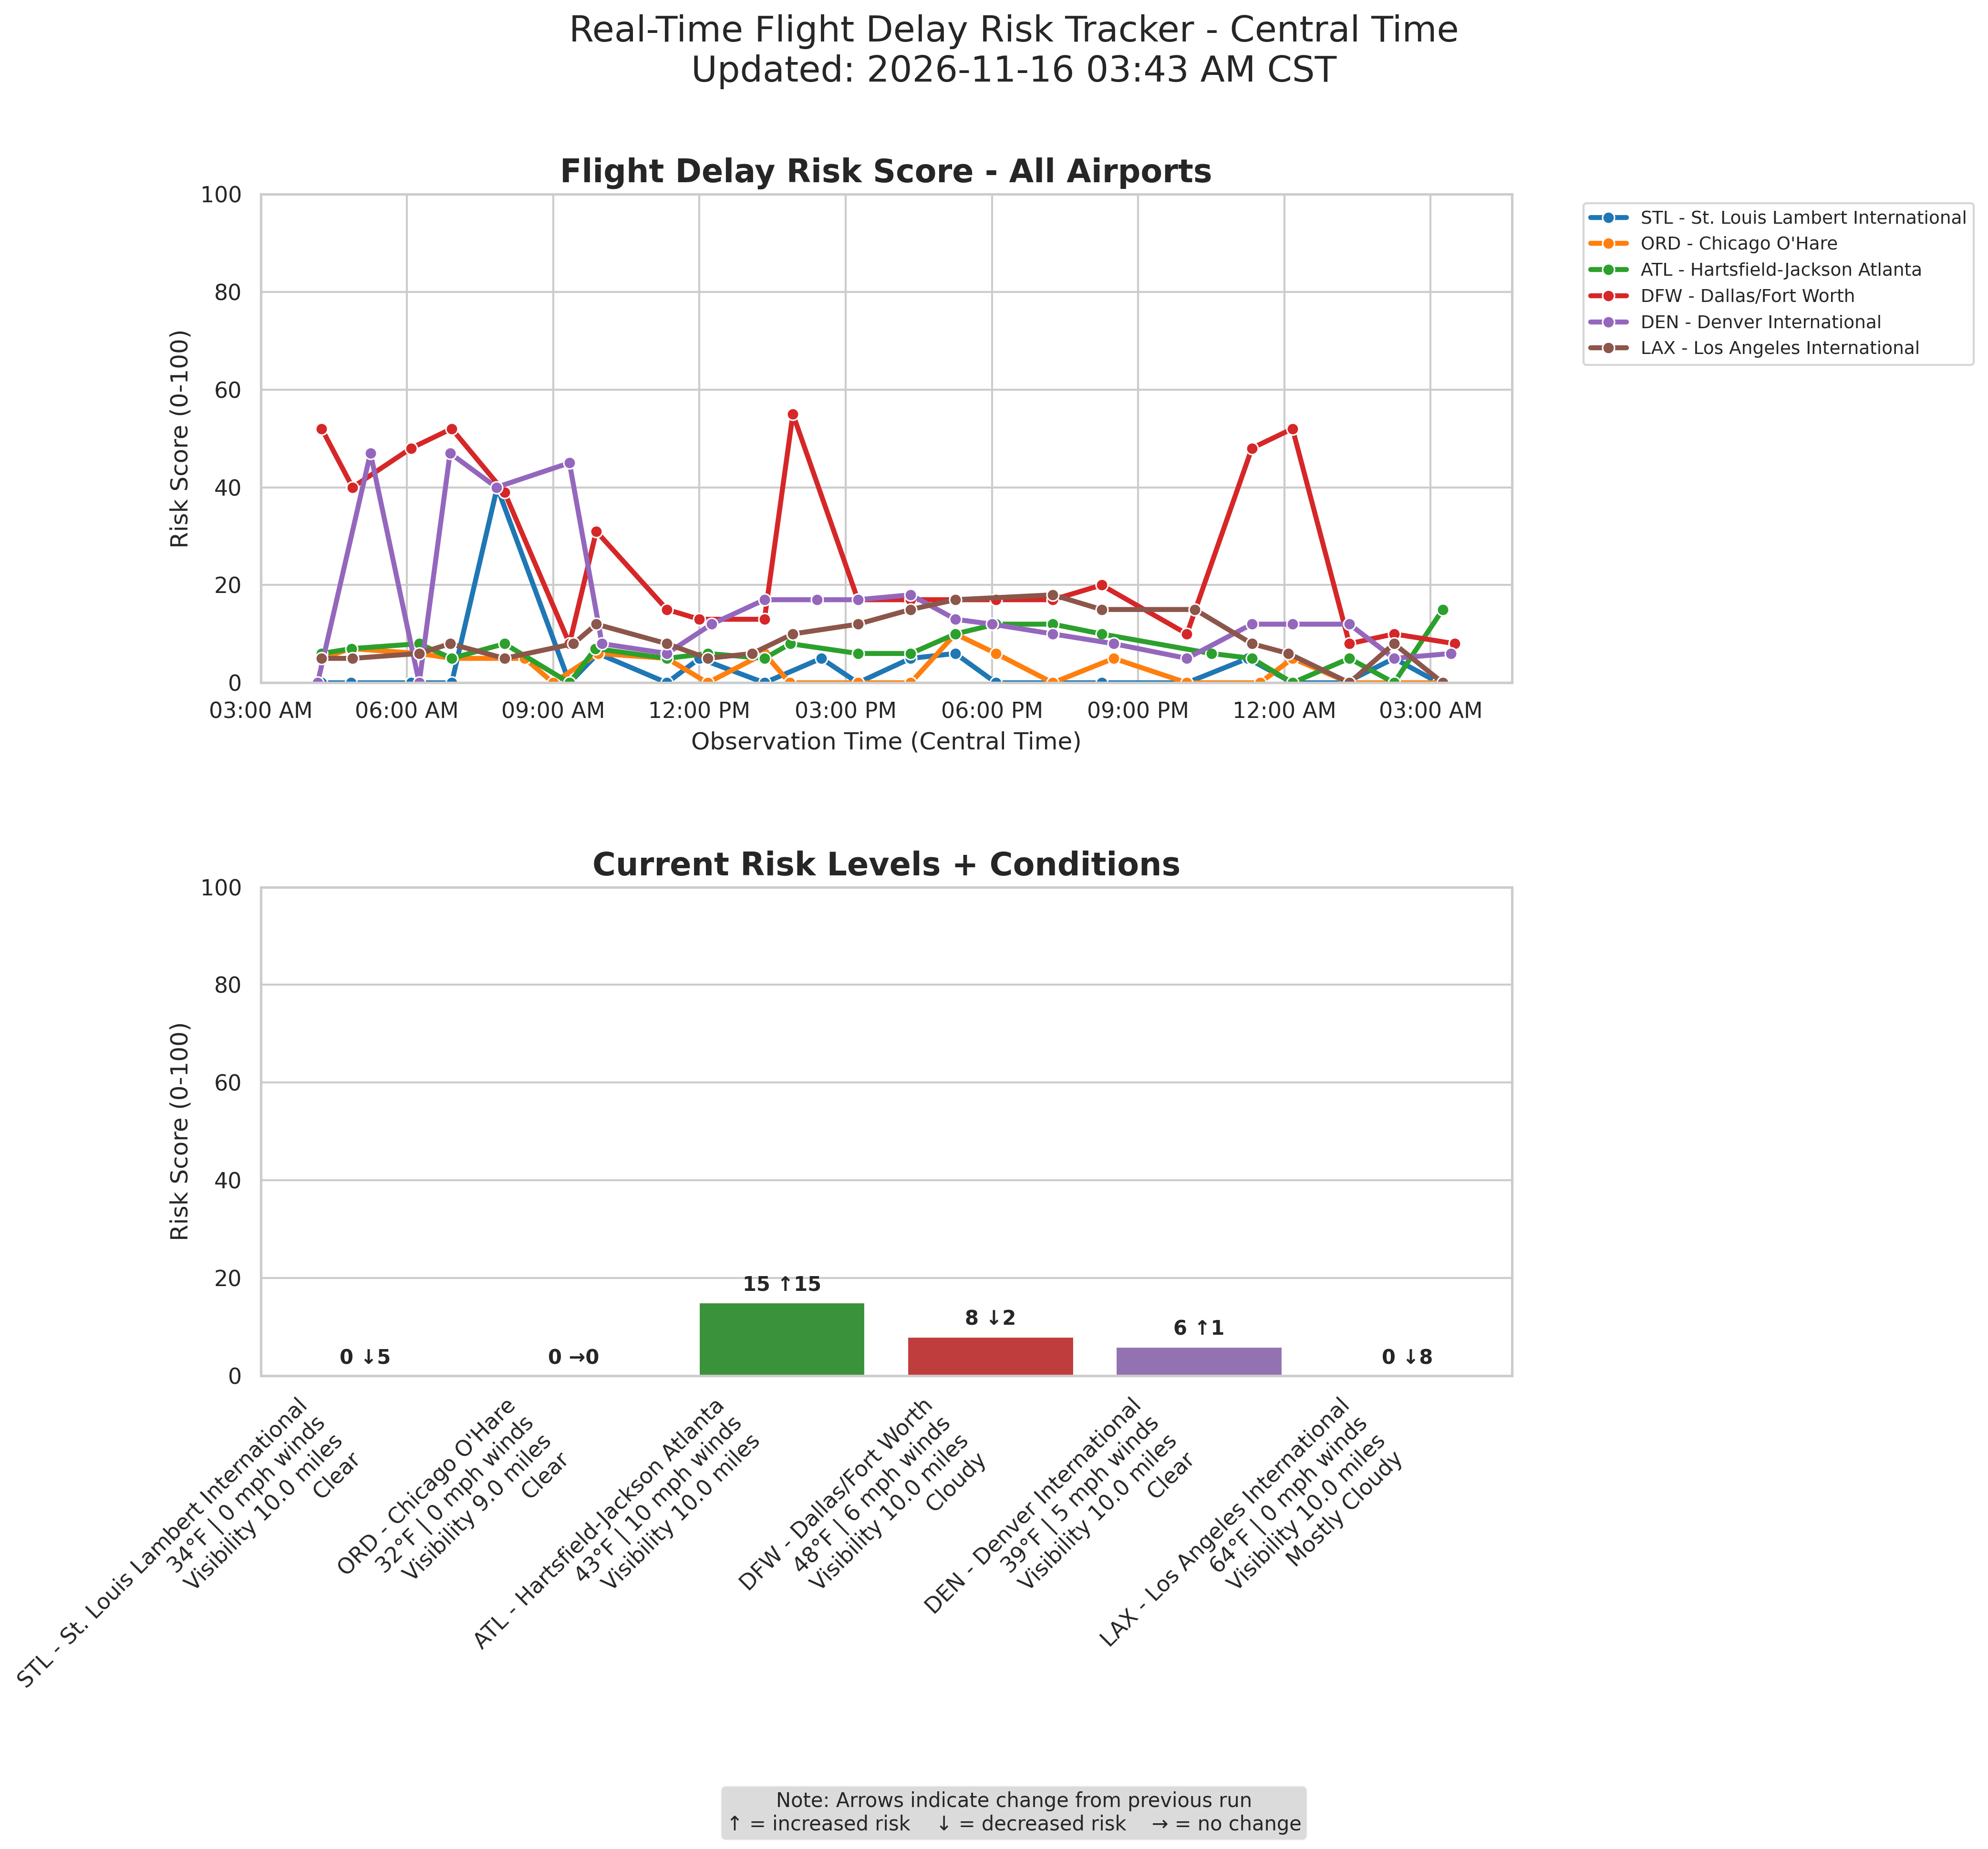 Real-Time Flight Delay Risk Tracker - Central Time
Updated: 2026-11-16 03:43 AM CST
Flight Delay Risk Score - All Airports
100
80
60
40
20
0
Risk Score (0-100)
03:00 AM
06:00 AM
09:00 AM
12:00 PM
03:00 PM
06:00 PM
09:00 PM
12:00 AM
03:00 AM
Observation Time (Central Time)
STL - St. Louis Lambert International
ORD - Chicago O'Hare
ATL - Hartsfield-Jackson Atlanta
DFW - Dallas/Fort Worth
DEN - Denver International
LAX - Los Angeles International
Current Risk Levels + Conditions
100
80
60
40
20
0
Risk Score (0-100)
0 ↓5
0 →0
15 ↑15
8 ↓2
6 ↑1
0 ↓8
STL - St. Louis Lambert International
34°F | 0 mph winds
Visibility 10.0 miles
Clear
ORD - Chicago O'Hare
32°F | 0 mph winds
Visibility 9.0 miles
Clear
ATL - Hartsfield-Jackson Atlanta
43°F | 10 mph winds
Visibility 10.0 miles
DFW - Dallas/Fort Worth
48°F | 6 mph winds
Visibility 10.0 miles
Cloudy
DEN - Denver International
39°F | 5 mph winds
Visibility 10.0 miles
Clear
LAX - Los Angeles International
64°F | 0 mph winds
Visibility 10.0 miles
Mostly Cloudy
Note: Arrows indicate change from previous run
↑ = increased risk ↓ = decreased risk → = no change